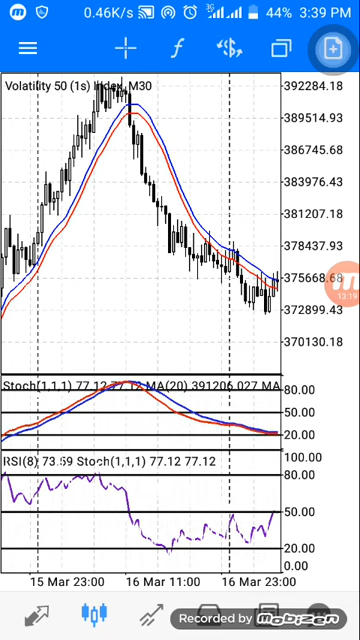 0.46K/s 3G 44% 3:39 PM
f $
Volatility 50 (1s) Index, M30
392284.18
389514.93
386745.68
383976.43
381207.18
378437.93
375668.68
13:19
372899.43
370130.18
Stoch(1,1,1) 77.12 77.12 MA(20) 391206.027 MA
80.00
50.00
20.00
RSI(8) 73.59 Stoch(1,1,1) 77.12 77.12
100.00
80.00
50.00
20.00
0.00
15 Mar 23:00 16 Mar 11:00 16 Mar 23:00
Recorded by mobizen